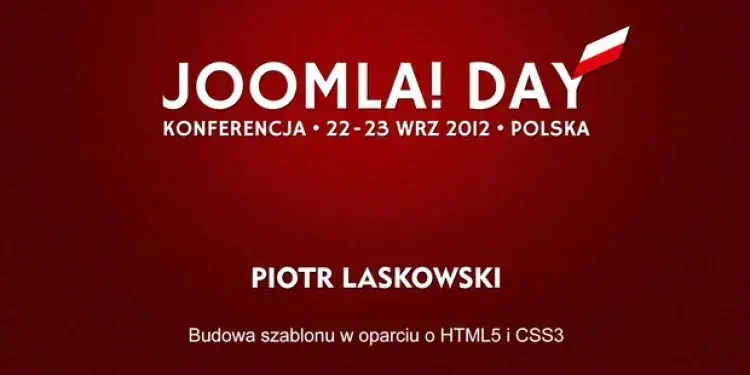 JOOMLA! DAY
KONFERENCJA • 22-23 WRZ 2012 • POLSKA
PIOTR LASKOWSKI
Budowa szablonu w oparciu o HTML5 i CSS3